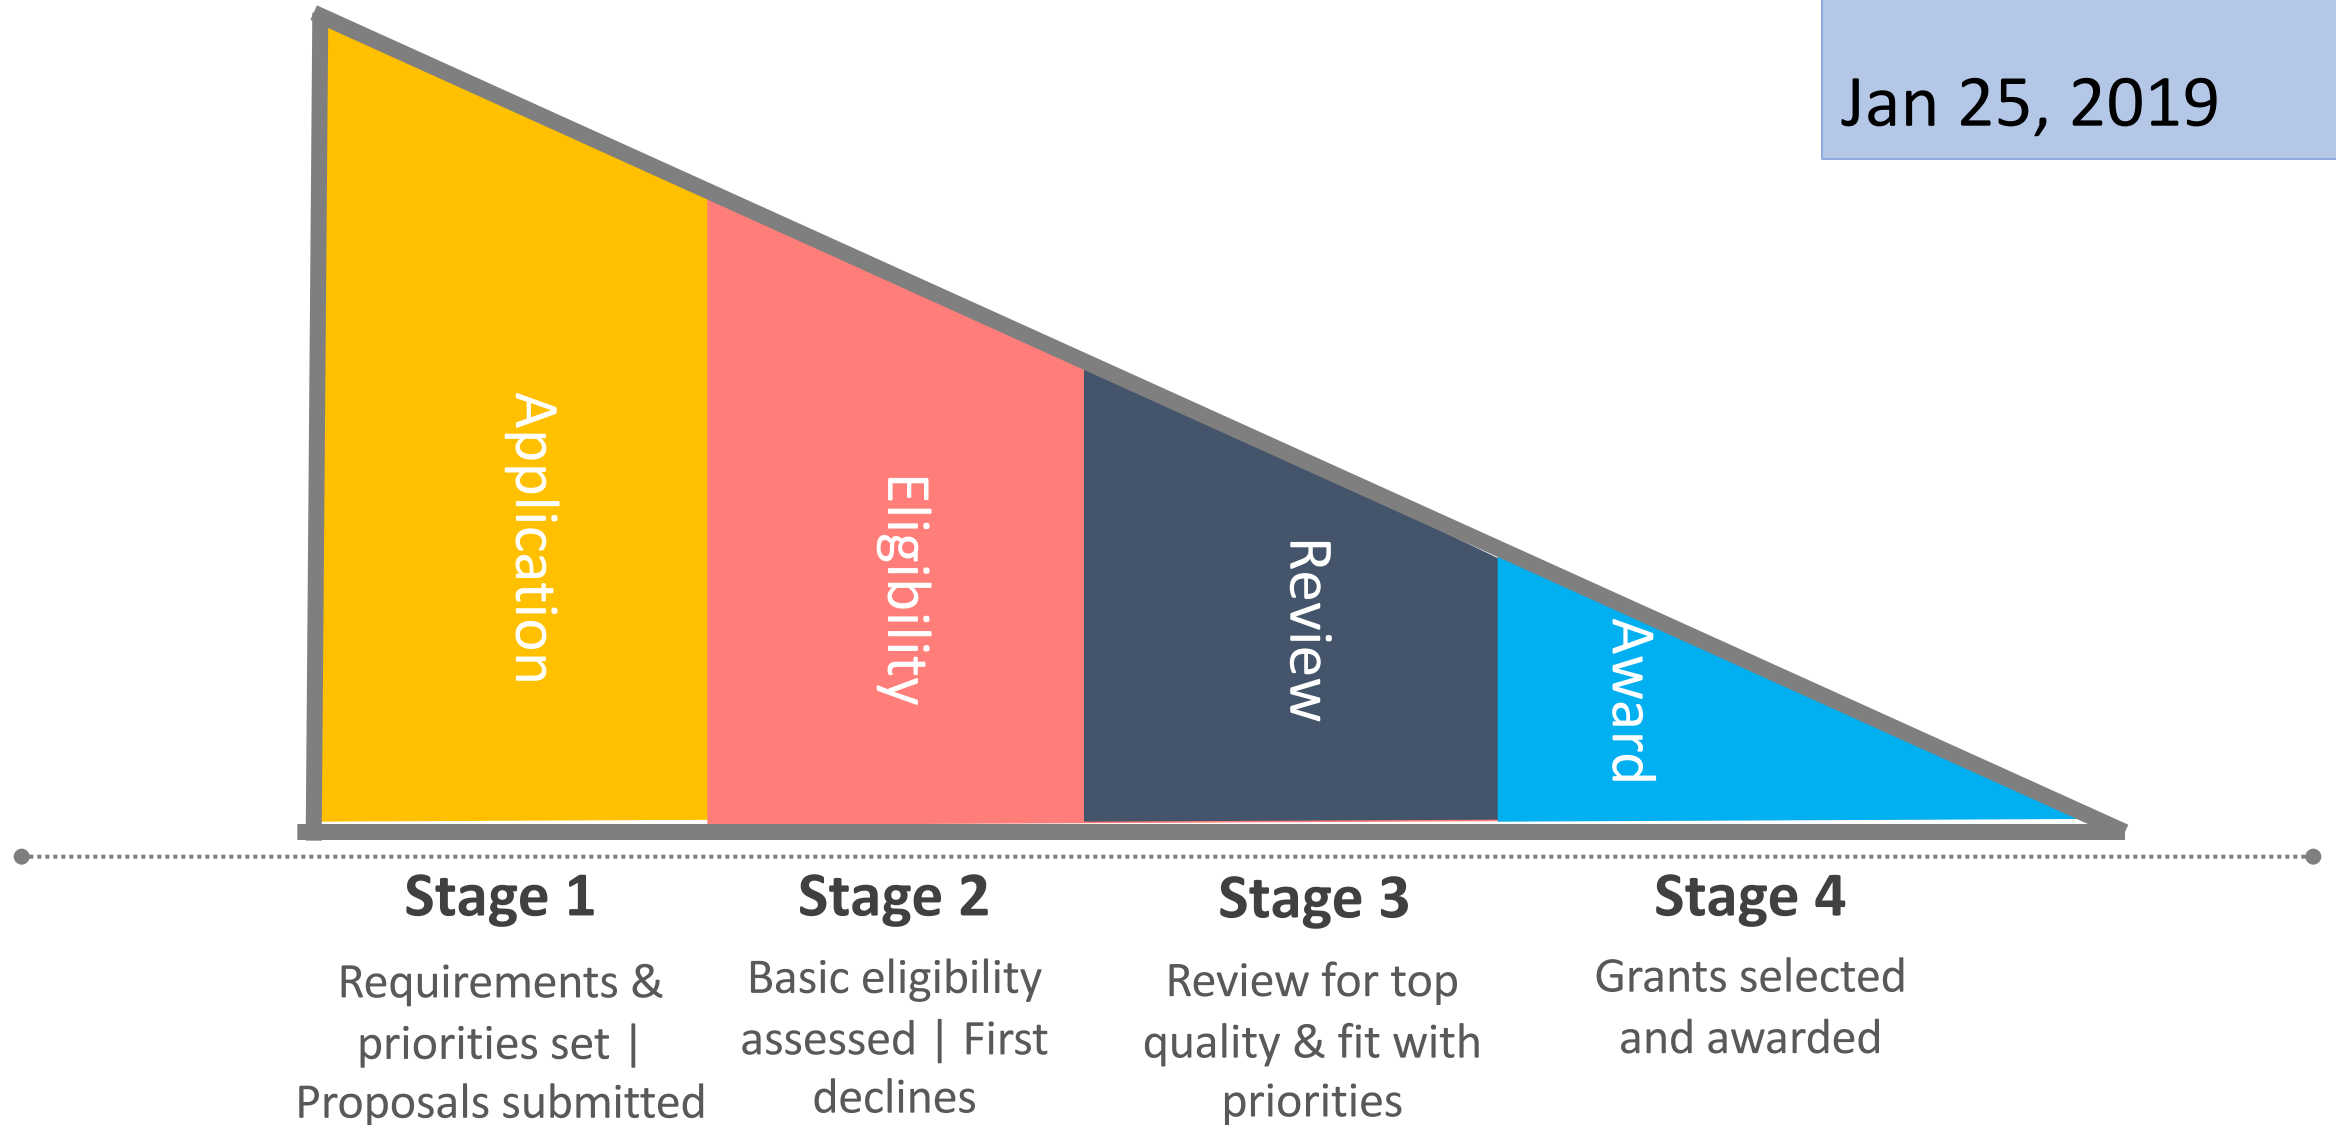 Jan 25, 2019
Application
Eligibility
Review
Award
Stage 1
Requirements &
priorities set |
Proposals submitted
Stage 2
Basic eligibility
assessed | First
declines
Stage 3
Review for top
quality & fit with
priorities
Stage 4
Grants selected
and awarded